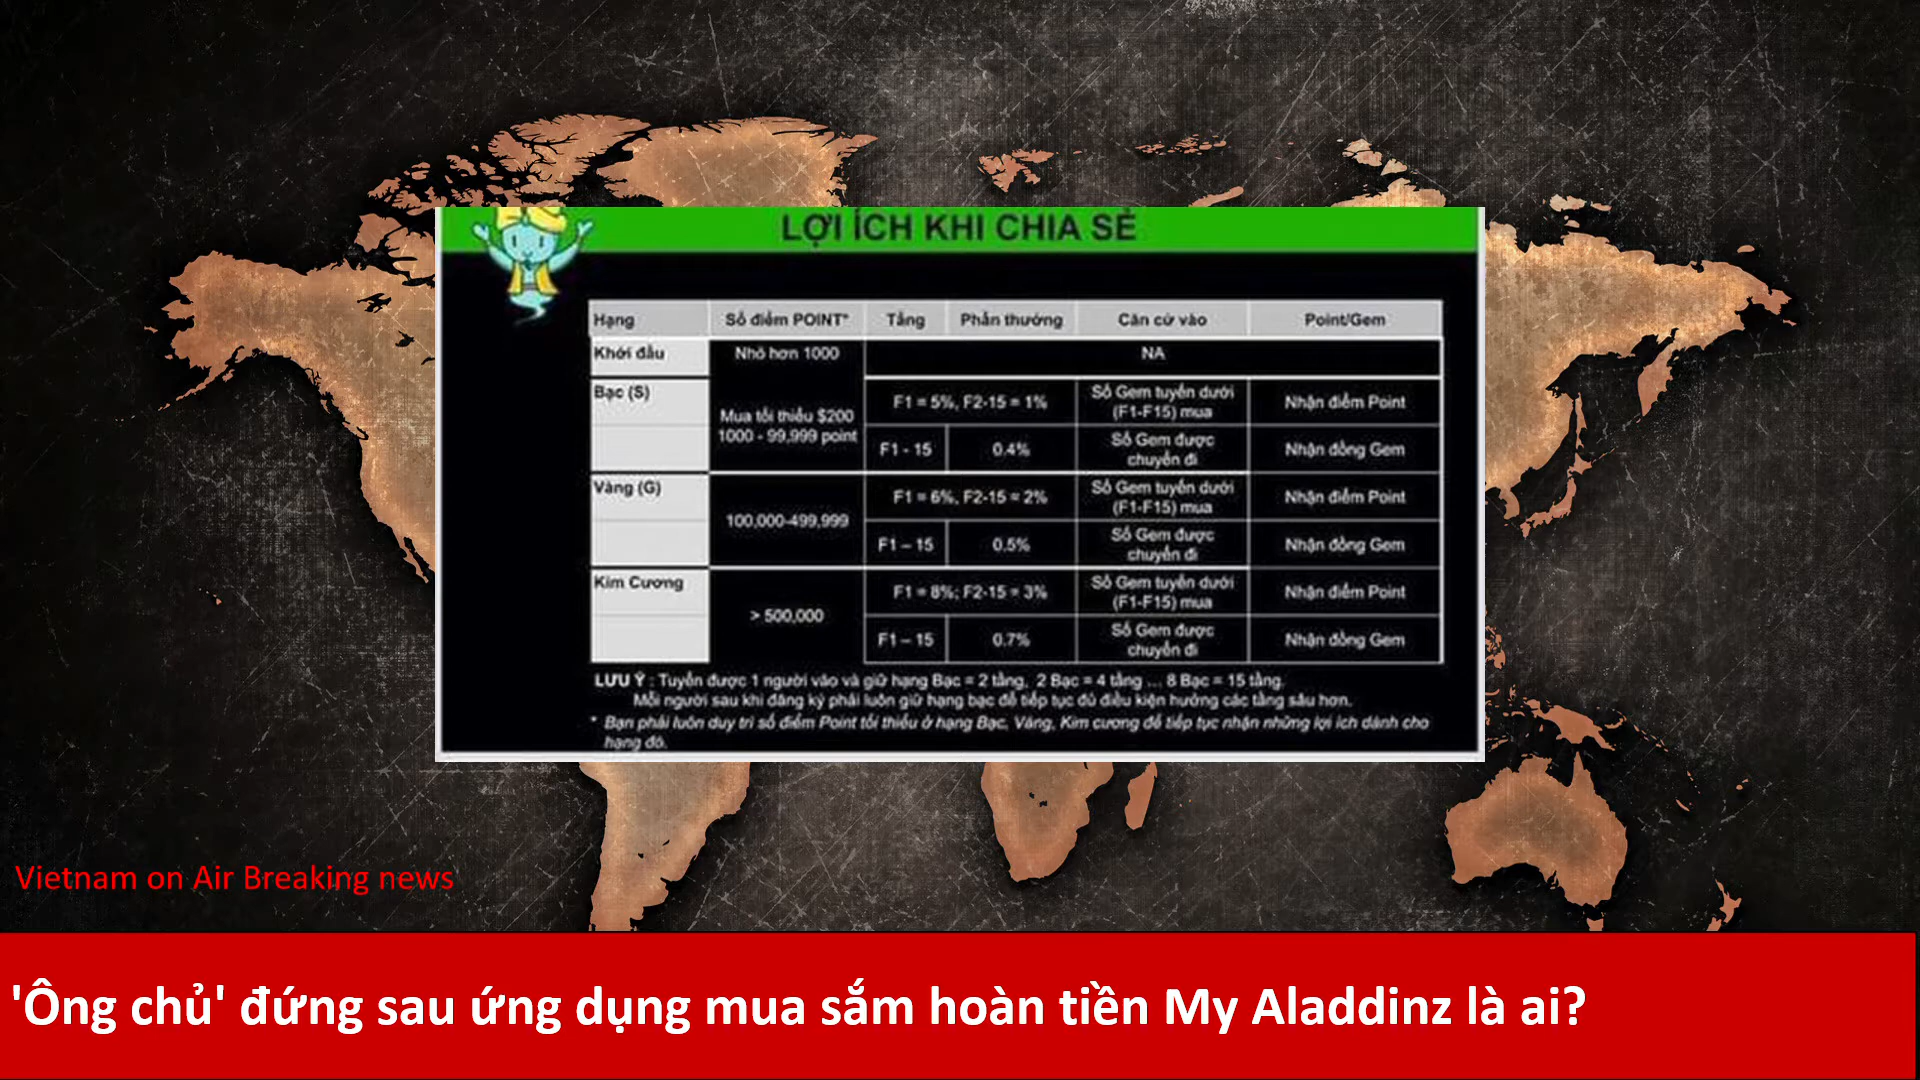 LỢI ÍCH KHI CHIA SẺ
Hạng Số điểm POINT* Tầng Phần thưởng Căn cứ vào Point/Gem
Khởi đầu Nhỏ hơn 1000 NA
Bạc (S) Mua tối thiểu $200 1000 - 99,999 point F1 = 5%, F2-15 = 1% Số Gem tuyến dưới (F1-F15) mua Nhận điểm Point
F1 - 15 0.4% Số Gem được chuyển đi Nhận đồng Gem
Vàng (G) 100,000-499,999 F1 = 6%, F2-15 = 2% Số Gem tuyến dưới (F1-F15) mua Nhận điểm Point
F1 – 15 0.5% Số Gem được chuyển đi Nhận đồng Gem
Kim Cương > 500,000 F1 = 8%; F2-15 = 3% Số Gem tuyến dưới (F1-F15) mua Nhận điểm Point
F1 – 15 0.7% Số Gem được chuyển đi Nhận đồng Gem
LƯU Ý : Tuyển được 1 người vào và giữ hạng Bạc = 2 tầng, 2 Bạc = 4 tầng ... 8 Bạc = 15 tầng.
Mỗi người sau khi đăng ký phải luôn giữ hạng bạc để tiếp tục đủ điều kiện hưởng các tầng sâu hơn.
* Bạn phải luôn duy trì số điểm Point tối thiểu ở hạng Bạc, Vàng, Kim cương để tiếp tục nhận những lợi ích dành cho
hạng đó.
Vietnam on Air Breaking news
'Ông chủ' đứng sau ứng dụng mua sắm hoàn tiền My Aladdinz là ai?